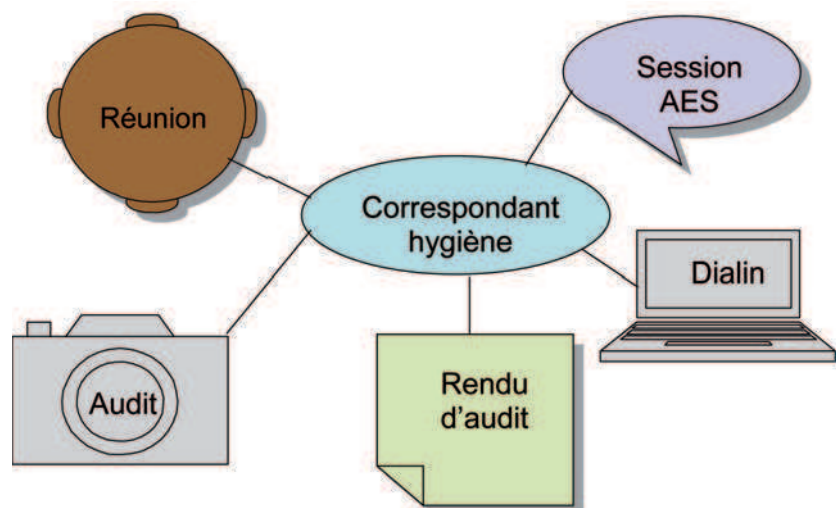 Réunion
Session
AES
Correspondant
hygiène
Dialin
Audit
Rendu
d'audit